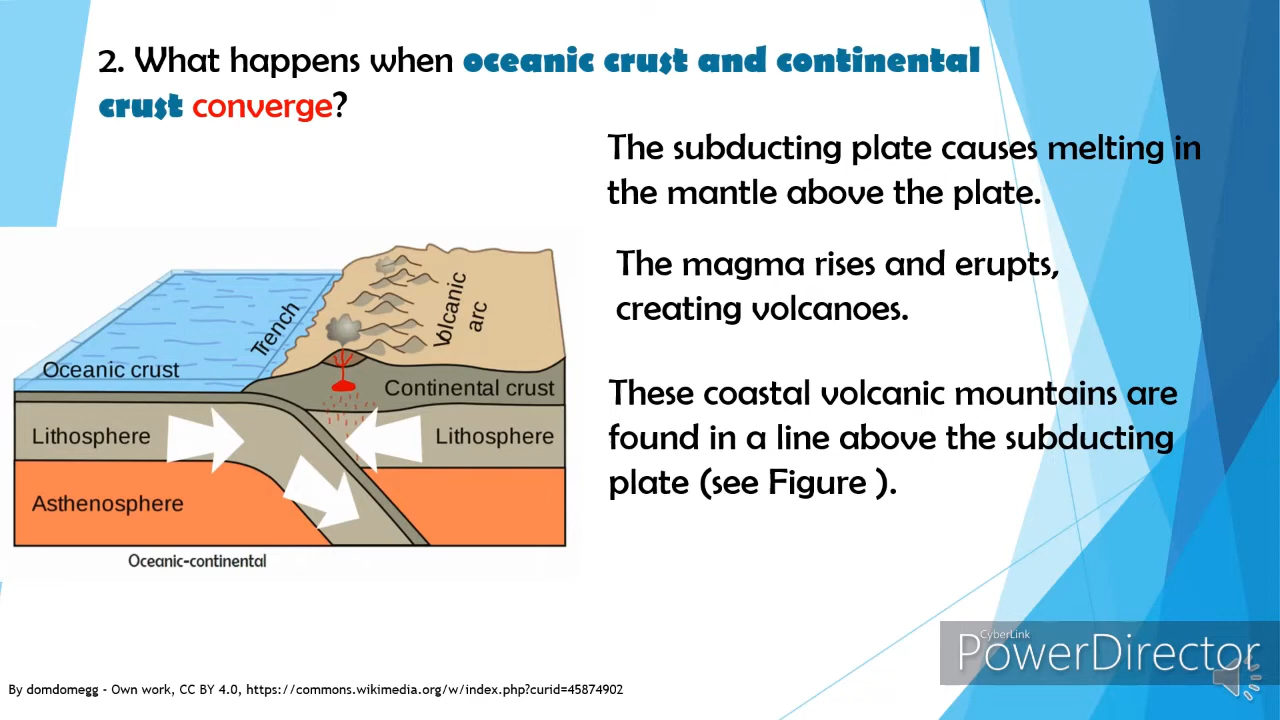 2. What happens when oceanic crust and continental
crust converge?
The subducting plate causes melting in
the mantle above the plate.
The magma rises and erupts,
creating volcanoes.
These coastal volcanic mountains are
found in a line above the subducting
plate (see Figure ).
Trench
Volcanic
arc
Oceanic crust
Continental crust
Lithosphere
Lithosphere
Asthenosphere
Oceanic-continental
CyberLink
PowerDirector
By domdomegg - Own work, CC BY 4.0, https://commons.wikimedia.org/w/index.php?curid=45874902